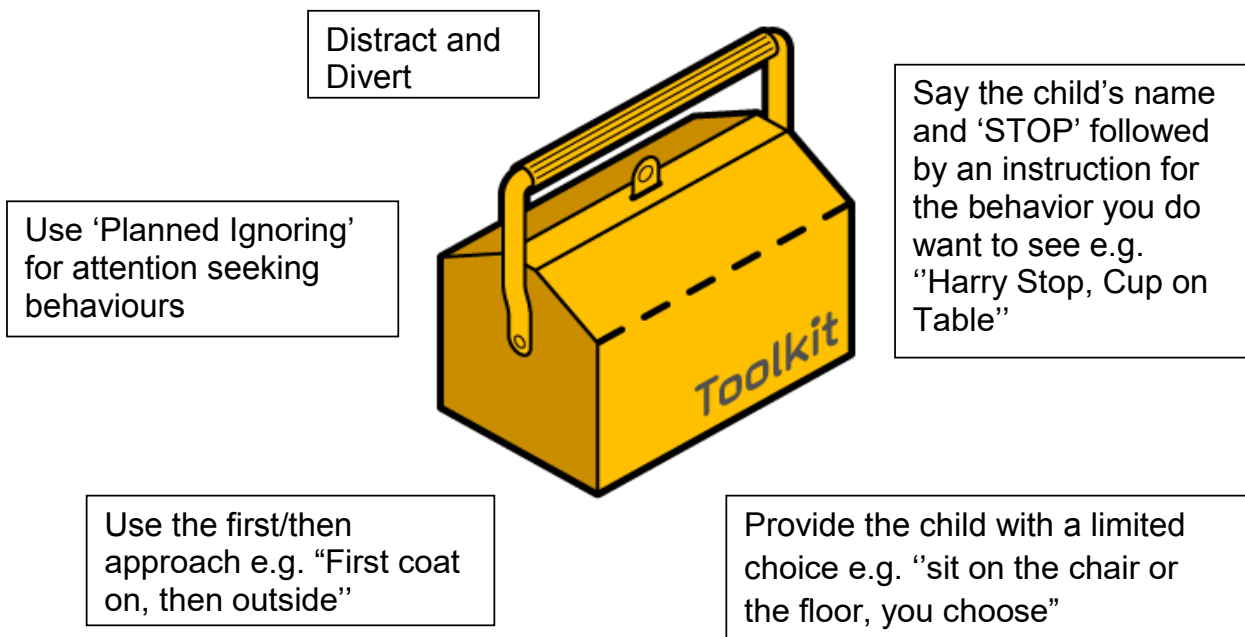 Distract and
Divert
Say the child’s name
and ‘STOP’ followed
by an instruction for
the behavior you do
want to see e.g.
‘’Harry Stop, Cup on
Table’’
Use ‘Planned Ignoring’
for attention seeking
behaviours
Toolkit
Use the first/then
approach e.g. “First coat
on, then outside’’
Provide the child with a limited
choice e.g. ‘’sit on the chair or
the floor, you choose”